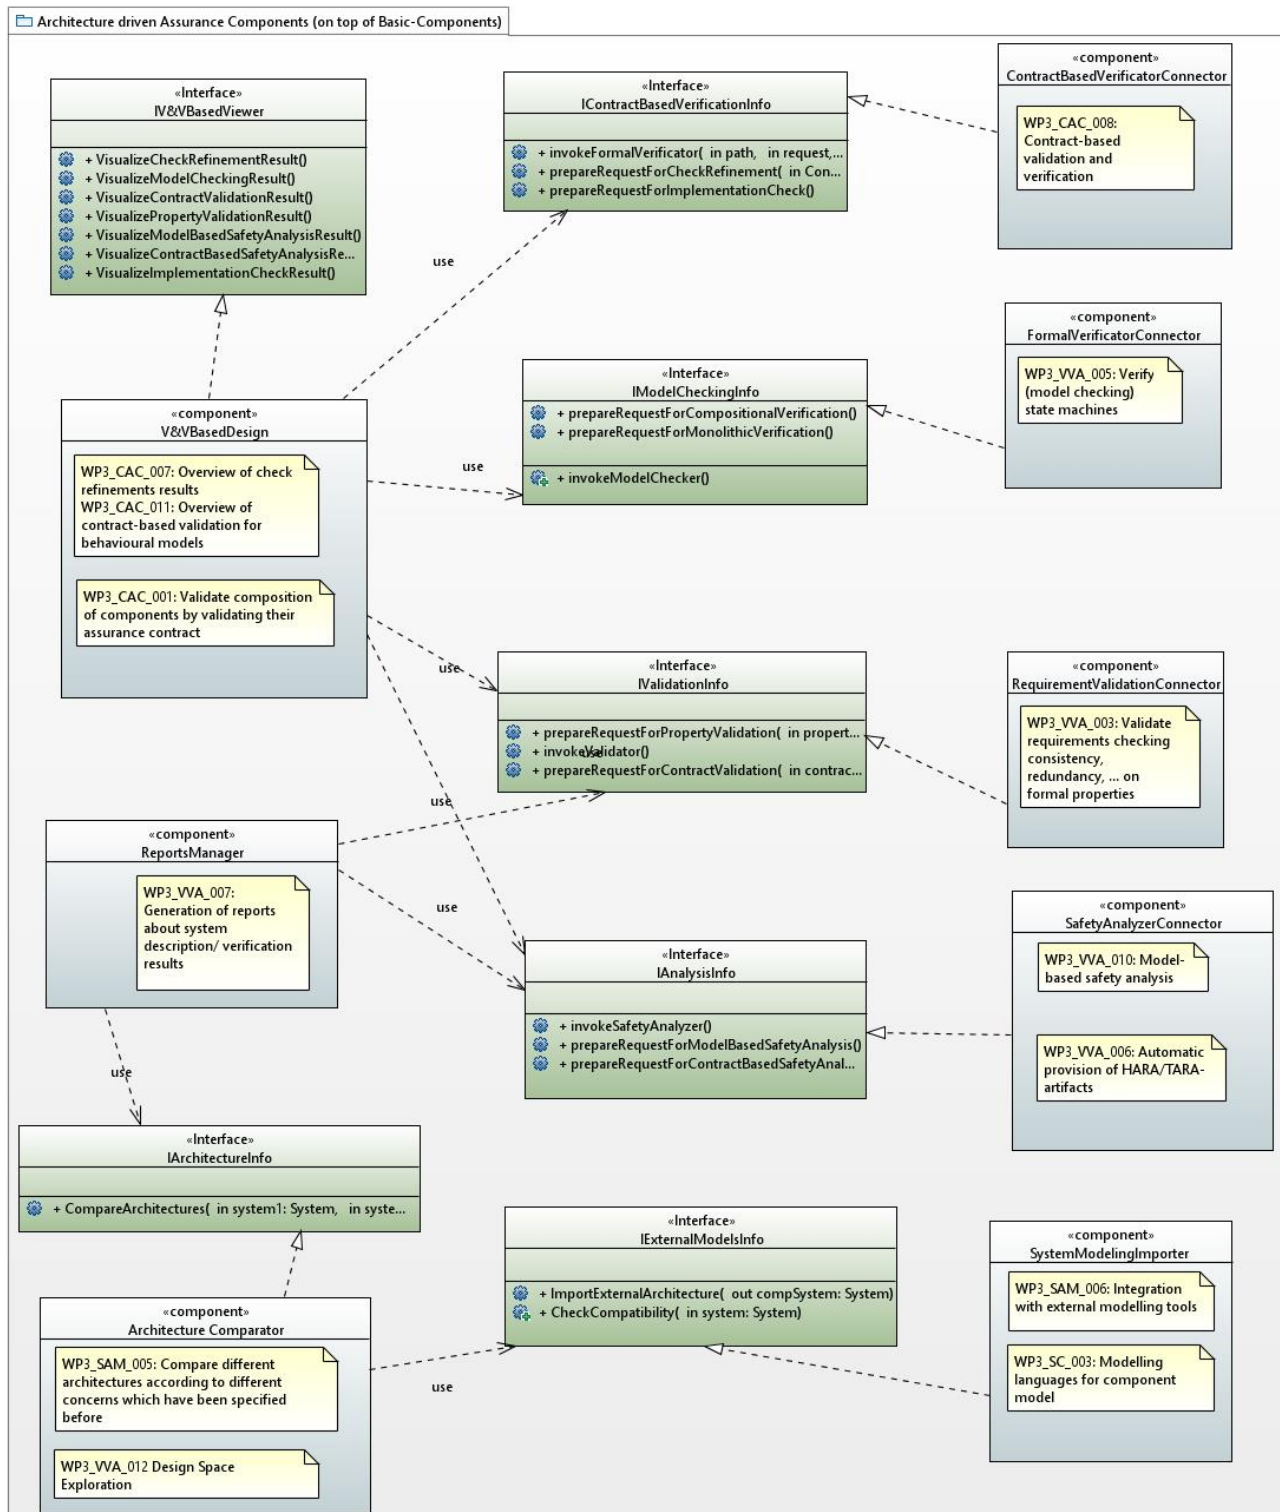 Architecture driven Assurance Components (on top of Basic-Components)
«Interface»
IV&VBasedViewer
+ VisualizeCheckRefinementResult()
+ VisualizeModelCheckingResult()
+ VisualizeContractValidationResult()
+ VisualizePropertyValidationResult()
+ VisualizeModelBasedSafetyAnalysisResult()
+ VisualizeContractBasedSafetyAnalysisRe...
+ VisualizeImplementationCheckResult()
«Interface»
IContractBasedVerificationInfo
+ invokeFormalVerificator( in path, in request,...
+ prepareRequestForCheckRefinement( in Con...
+ prepareRequestForImplementationCheck()
«component»
ContractBasedVerificatorConnector
WP3_CAC_008:
Contract-based
validation and
verification
use
«component»
V&VBasedDesign
WP3_CAC_007: Overview of check
refinements results
WP3_CAC_011: Overview of
contract-based validation for
behavioural models
WP3_CAC_001: Validate composition
of components by validating their
assurance contract
«Interface»
IModelCheckingInfo
+ prepareRequestForCompositionalVerification()
+ prepareRequestForMonolithicVerification()
+ invokeModelChecker()
use
«component»
FormalVerificatorConnector
WP3_VVA_005: Verify
(model checking)
state machines
use
«Interface»
IValidationInfo
+ prepareRequestForPropertyValidation( in propert...
+ invokeValidator()
use
+ prepareRequestForContractValidation( in contrac...
use
«component»
RequirementValidationConnector
WP3_VVA_003: Validate
requirements checking
consistency,
redundancy, ... on
formal properties
«component»
ReportsManager
WP3_VVA_007:
Generation of reports
about system
description/ verification
results
use
«Interface»
IAnalysisInfo
+ invokeSafetyAnalyzer()
+ prepareRequestForModelBasedSafetyAnalysis()
+ prepareRequestForContractBasedSafetyAnal...
«component»
SafetyAnalyzerConnector
WP3_VVA_010: Model-
based safety analysis
WP3_VVA_006: Automatic
provision of HARA/TARA-
artifacts
use
«Interface»
IArchitectureInfo
+ CompareArchitectures( in system1: System, in syste...
«Interface»
IExternalModelsInfo
+ ImportExternalArchitecture( out compSystem: System)
+ CheckCompatibility( in system: System)
«component»
SystemModelingImporter
WP3_SAM_006: Integration
with external modelling tools
WP3_SC_003: Modelling
languages for component
model
«component»
Architecture Comparator
WP3_SAM_005: Compare different
architectures according to different
concerns which have been specified
before
WP3_VVA_012 Design Space
Exploration
use